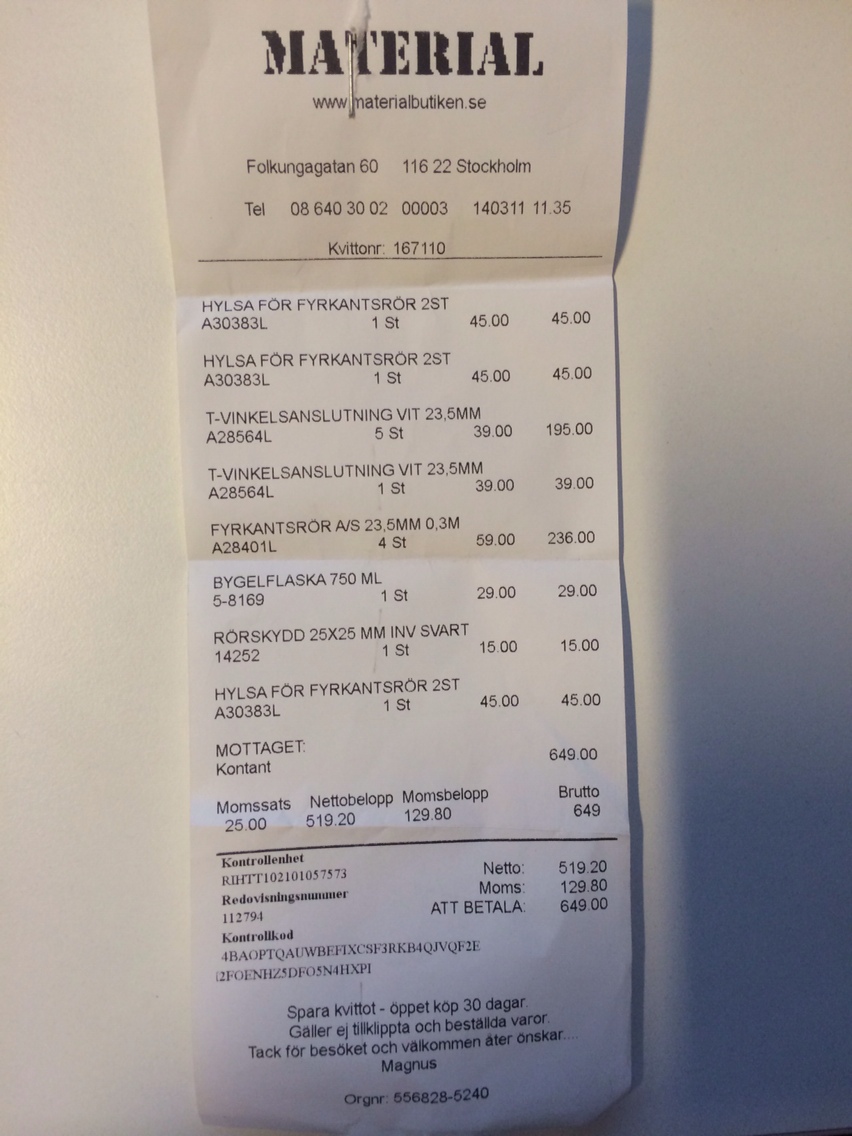 MATERIAL
www.materialbutiken.se
Folkungagatan 60 116 22 Stockholm
Tel 08 640 30 02 00003 140311 11.35
Kvittonr: 167110
HYLSA FÖR FYRKANTSRÖR 2ST
A30383L 1 St 45.00 45.00
HYLSA FÖR FYRKANTSRÖR 2ST
A30383L 1 St 45.00 45.00
T-VINKELSANSLUTNING VIT 23,5MM
A28564L 5 St 39.00 195.00
T-VINKELSANSLUTNING VIT 23,5MM
A28564L 1 St 39.00 39.00
FYRKANTSRÖR A/S 23,5MM 0,3M
A28401L 4 St 59.00 236.00
BYGELFLASKA 750 ML
5-8169 1 St 29.00 29.00
RÖRSKYDD 25X25 MM INV SVART
14252 1 St 15.00 15.00
HYLSA FÖR FYRKANTSRÖR 2ST
A30383L 1 St 45.00 45.00
MOTTAGET:
Kontant 649.00
Momssats Nettobelopp Momsbelopp Brutto
25.00 519.20 129.80 649
Kontrollenhet
RIHTT102101057573
Redovisningsnummer
112794
Kontrollkod
4BAOPTQAUWBEFIXCSF3RKB4QJVQF2E
2FOENHZ5DFO5N4HXPI
Netto: 519.20
Moms: 129.80
ATT BETALA: 649.00
Spara kvittot - öppet köp 30 dagar.
Gäller ej tillklippta och beställda varor.
Tack för besöket och välkommen åter önskar....
Magnus
Orgnr: 556828-5240